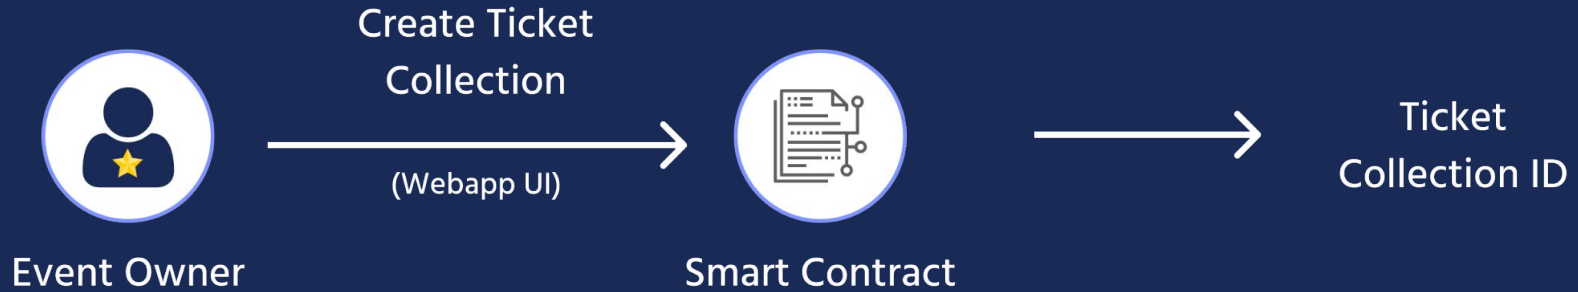 Create Ticket
Collection
(Webapp UI)
Event Owner
Smart Contract
Ticket
Collection ID